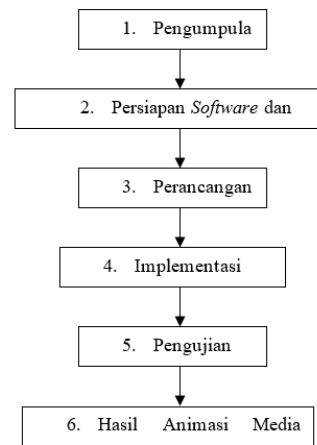 1. Pengumpula
2. Persiapan Software dan
3. Perancangan
4. Implementasi
5. Pengujian
6. Hasil Animasi Media